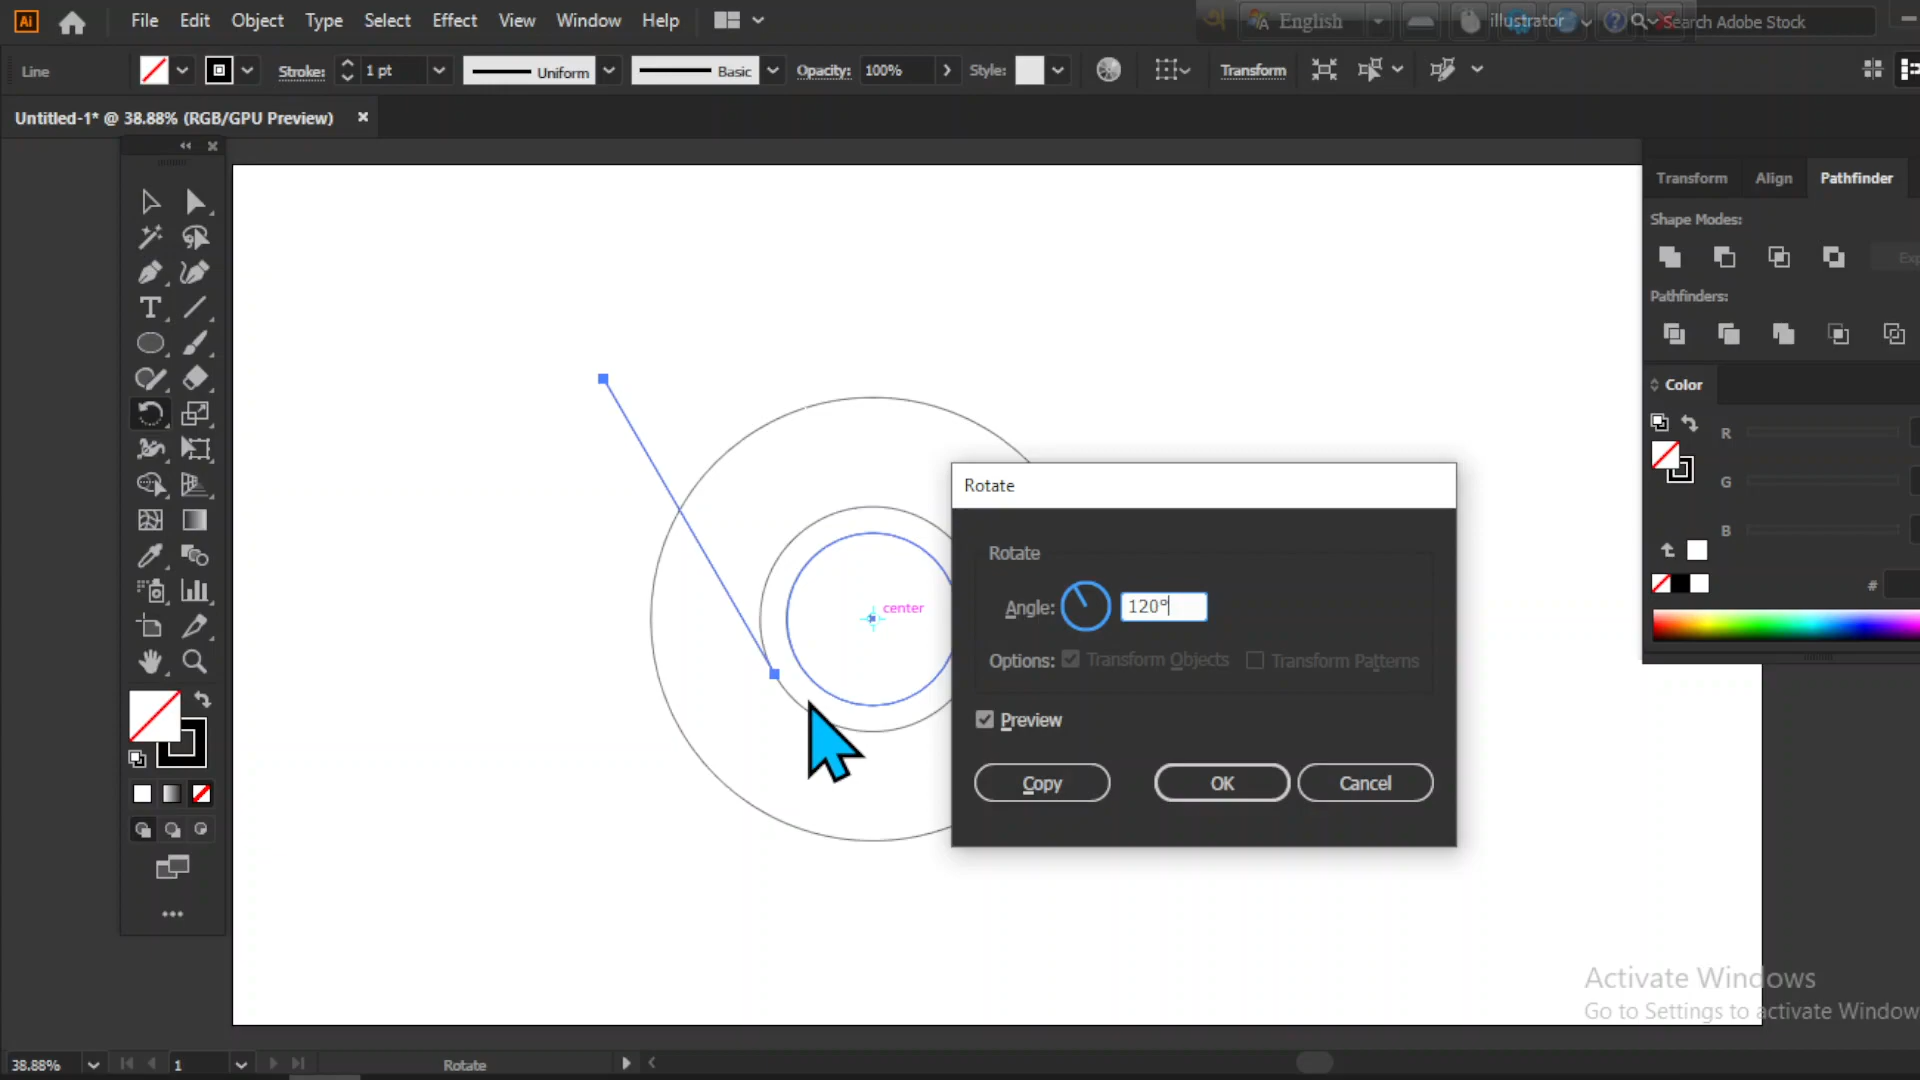 Ai File Edit Object Type Select Effect View Window Help English illustrator Search Adobe Stock
Line Stroke: 1 pt Uniform Basic Opacity: 100% Style: Transform
Untitled-1* @ 38.88% (RGB/GPU Preview)
Transform Align Pathfinder
Shape Modes:
Exp
Pathfinders:
Color
R
G
B
#
center
Rotate
Rotate
Angle: 120°
Options: Transform Objects Transform Patterns
Preview
Copy OK Cancel
Activate Windows
Go to Settings to activate Window
38.88% 1 Rotate